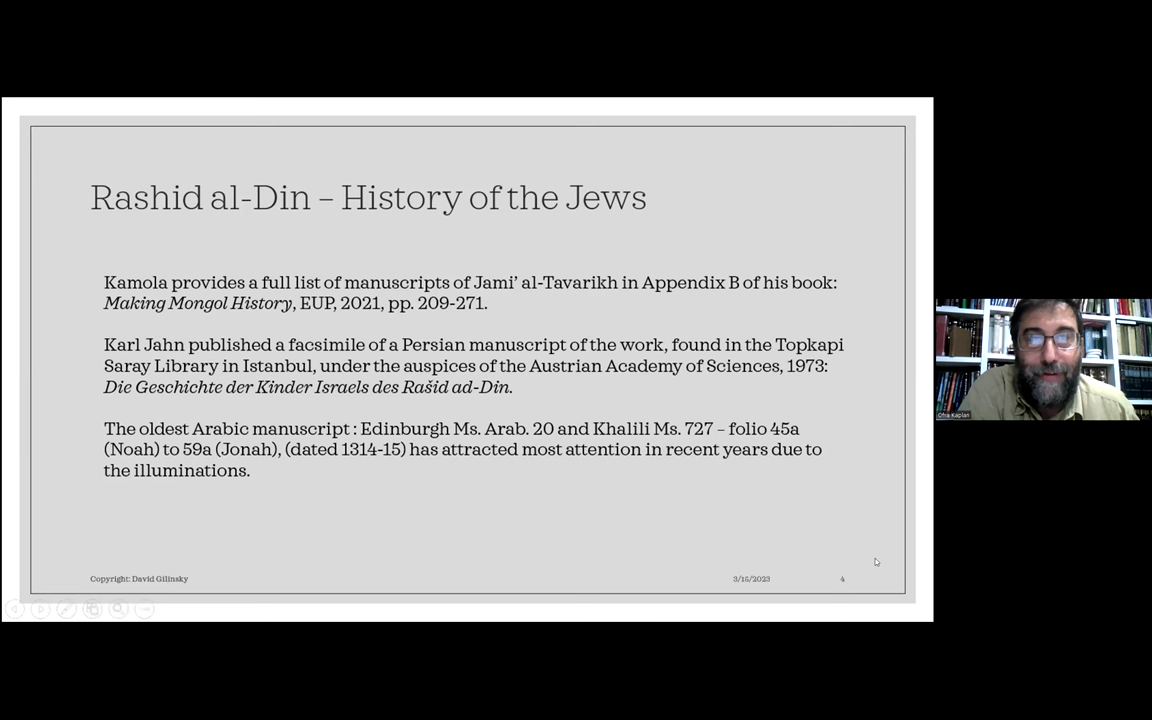 Rashid al-Din – History of the Jews
Kamola provides a full list of manuscripts of Jami’ al-Tavarikh in Appendix B of his book:
Making Mongol History, EUP, 2021, pp. 209-271.
Karl Jahn published a facsimile of a Persian manuscript of the work, found in the Topkapi
Saray Library in Istanbul, under the auspices of the Austrian Academy of Sciences, 1973:
Die Geschichte der Kinder Israels des Rašid ad-Din.
The oldest Arabic manuscript : Edinburgh Ms. Arab. 20 and Khalili Ms. 727 – folio 45a
(Noah) to 59a (Jonah), (dated 1314-15) has attracted most attention in recent years due to
the illuminations.
Copyright: David Gilinsky
3/15/2023
4
Ofra Kaplan